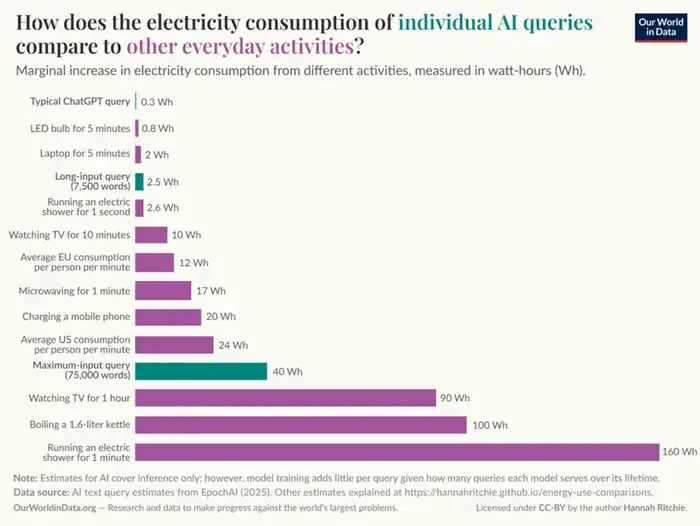 How does the electricity consumption of individual AI queries
compare to other everyday activities?
Our World
in Data
Marginal increase in electricity consumption from different activities, measured in watt-hours (Wh).
Typical ChatGPT query 0.3 Wh
LED bulb for 5 minutes 0.8 Wh
Laptop for 5 minutes 2 Wh
Long-input query
(7,500 words) 2.5 Wh
Running an electric
shower for 1 second 2.6 Wh
Watching TV for 10 minutes 10 Wh
Average EU consumption
per person per minute 12 Wh
Microwaving for 1 minute 17 Wh
Charging a mobile phone 20 Wh
Average US consumption
per person per minute 24 Wh
Maximum-input query
(75,000 words) 40 Wh
Watching TV for 1 hour 90 Wh
Boiling a 1.6-liter kettle 100 Wh
Running an electric
shower for 1 minute 160 Wh
Note: Estimates for AI cover inference only; however, model training adds little per query given how many queries each model serves over its lifetime.
Data source: AI text query estimates from EpochAI (2025). Other estimates explained at https://hannahritchie.github.io/energy-use-comparisons.
OurWorldinData.org — Research and data to make progress against the world's largest problems.
Licensed under CC-BY by the author Hannah Ritchie.